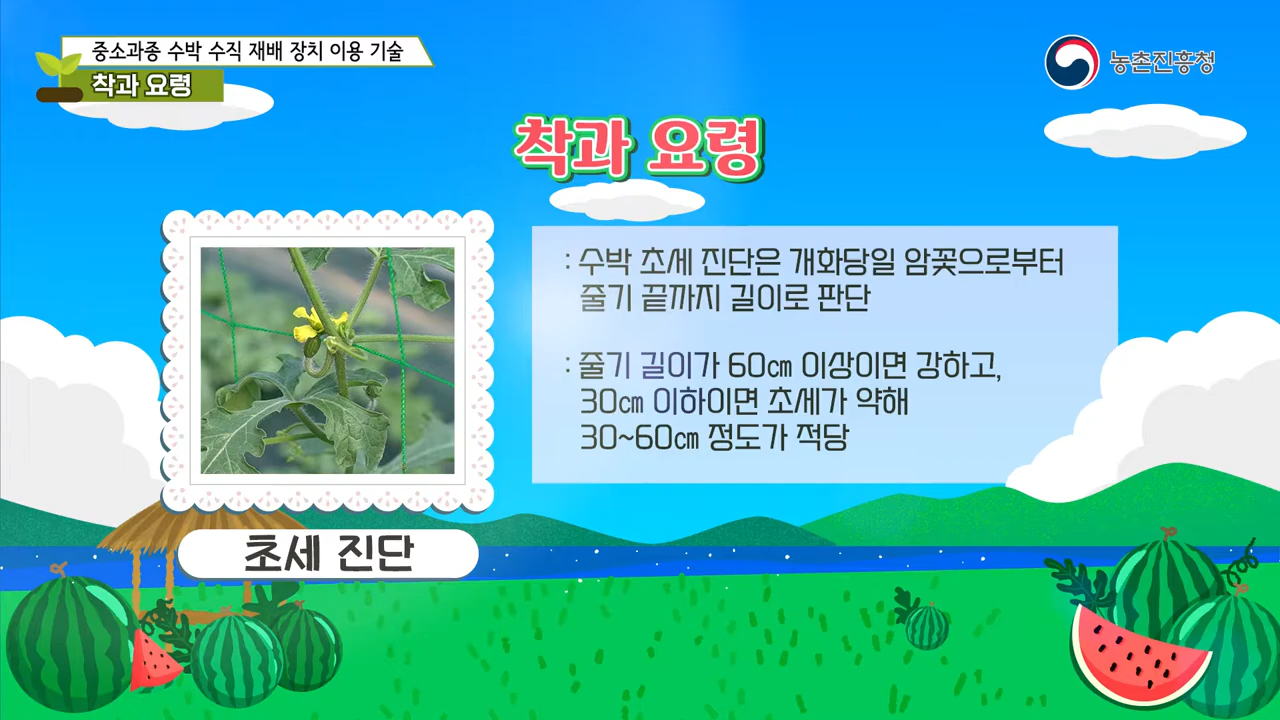 중소과종 수박 수직 재배 장치 이용 기술
착과 요령
농촌진흥청
착과 요령
: 수박 초세 진단은 개화당일 암꽃으로부터
줄기 끝까지 길이로 판단
: 줄기 길이가 60㎝ 이상이면 강하고,
30㎝ 이하이면 초세가 약해
30~60㎝ 정도가 적당
초세 진단